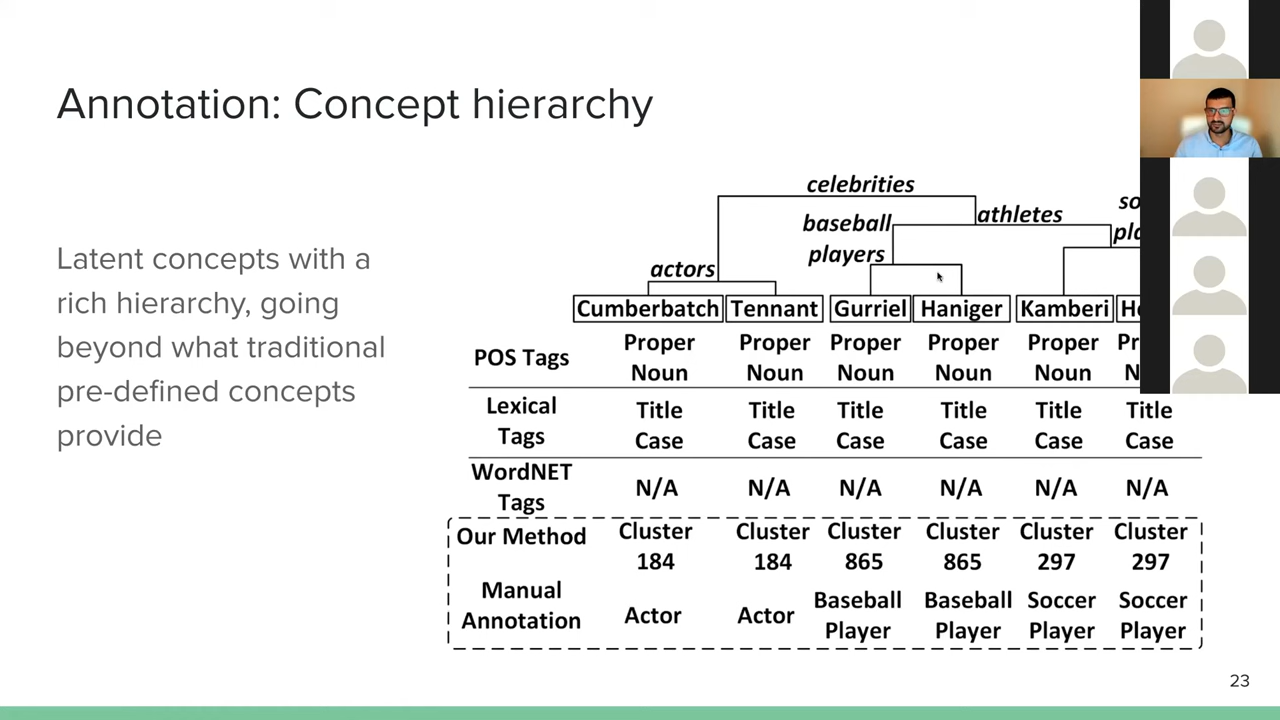 Annotation: Concept hierarchy
Latent concepts with a
rich hierarchy, going
beyond what traditional
pre-defined concepts
provide
celebrities
athletes
baseball
players
actors
Cumberbatch Tennant Gurriel Haniger Kamberi
POS Tags
Proper Noun Proper Noun Proper Noun Proper Noun Proper Noun
Lexical Tags
Title Case Title Case Title Case Title Case Title Case Title Case
WordNET Tags
N/A N/A N/A N/A N/A N/A
Our Method
Cluster 184 Cluster 184 Cluster 865 Cluster 865 Cluster 297 Cluster 297
Manual Annotation
Actor Actor Baseball Player Baseball Player Soccer Player Soccer Player
23